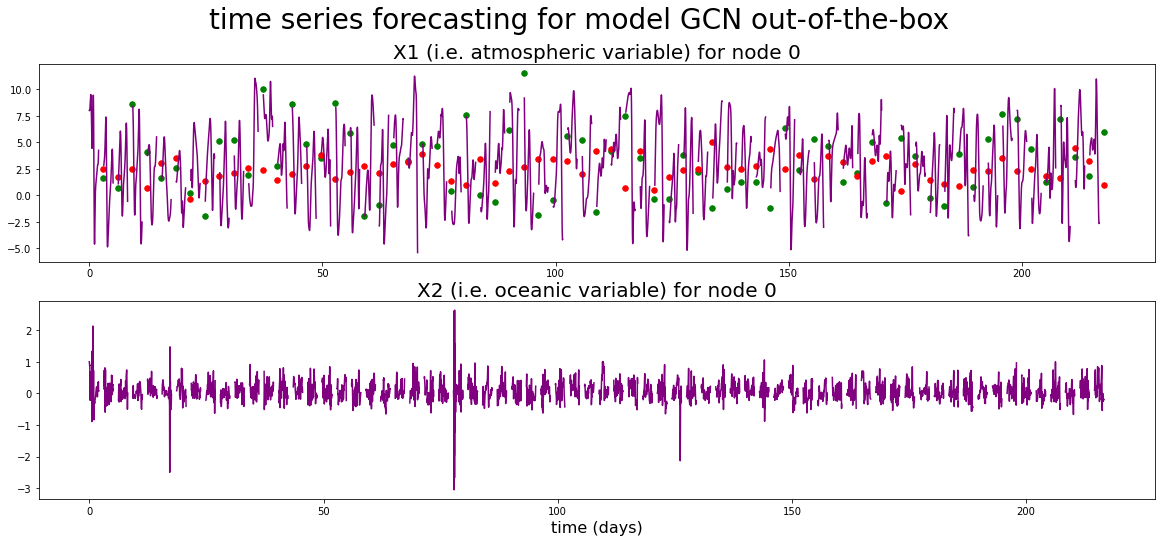 time series forecasting for model GCN out-of-the-box
X1 (i.e. atmospheric variable) for node 0
10.0
7.5
5.0
2.5
0.0
−2.5
−5.0
0 50 100 150 200
X2 (i.e. oceanic variable) for node 0
2
1
0
−1
−2
−3
0 50 100 150 200
time (days)